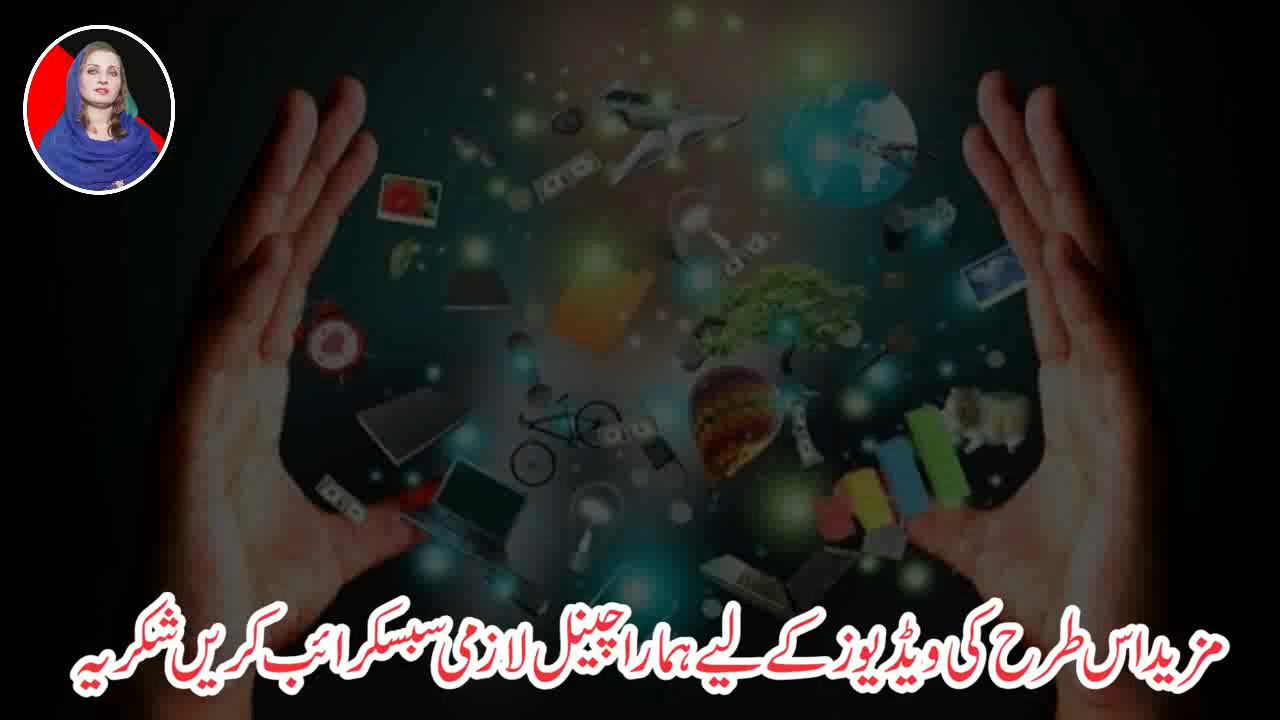 مزید اس طرح کی ویڈیوز کے لیے ہمارا چینل لازمی سبسکرائب کریں شکریہ